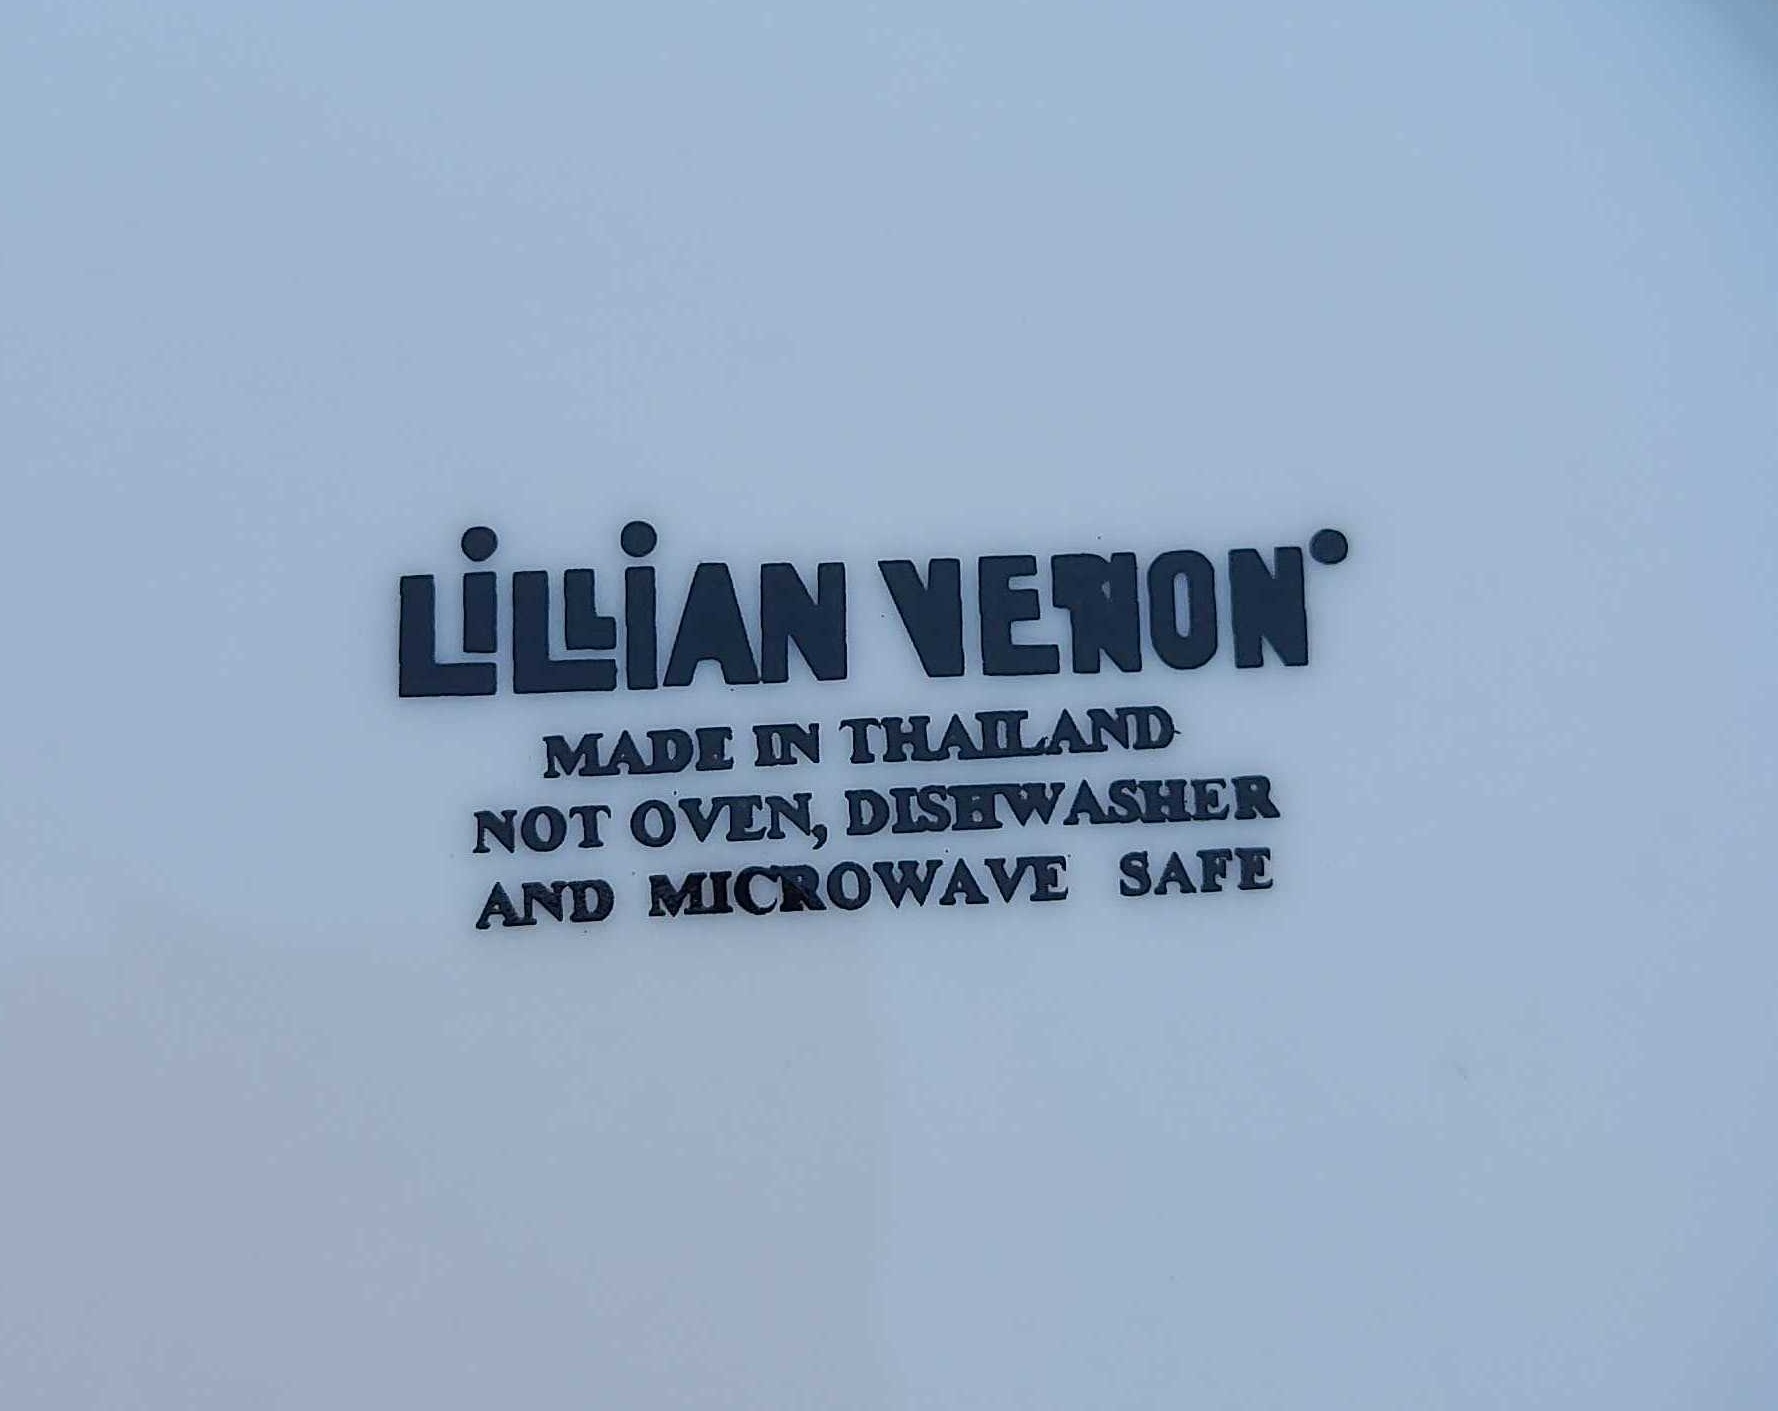 LiLLiAN VERNON
MADE IN THAILAND
NOT OVEN, DISHWASHER
AND MICROWAVE SAFE